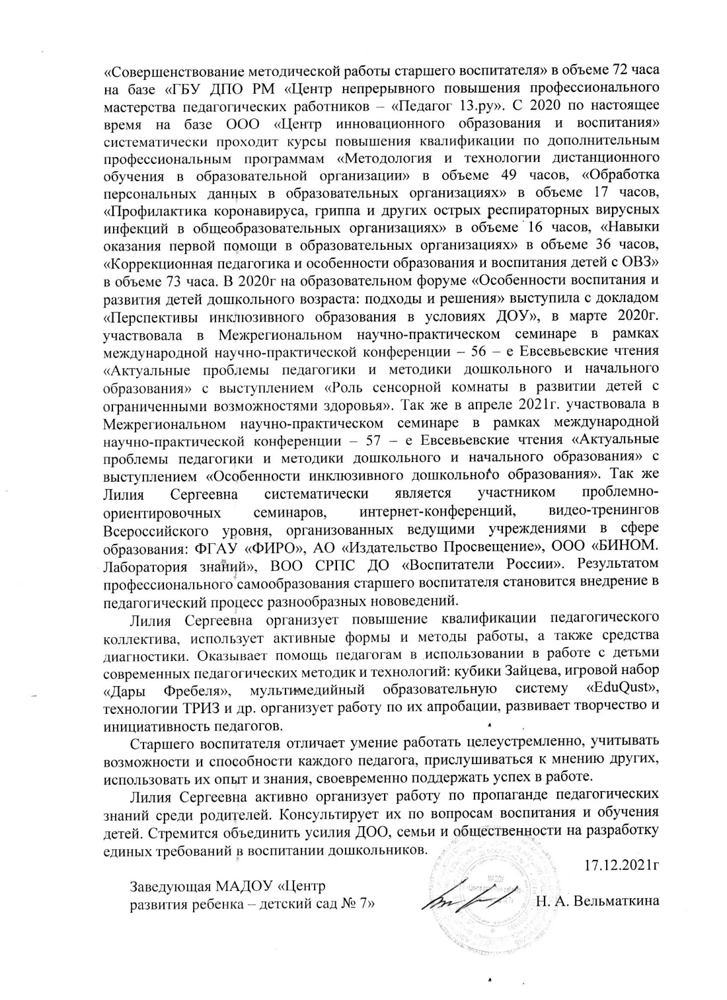 «Совершенствование методической работы старшего воспитателя» в объеме 72 часа
на базе «ГБУ ДПО РМ «Центр непрерывного повышения профессионального
мастерства педагогических работников – «Педагог 13.ру». С 2020 по настоящее
время на базе ООО «Центр инновационного образования и воспитания»
систематически проходит курсы повышения квалификации по дополнительным
профессиональным программам «Методология и технологии дистанционного
обучения в образовательной организации» в объеме 49 часов, «Обработка
персональных данных в образовательных организациях» в объеме 17 часов,
«Профилактика коронавируса, гриппа и других острых респираторных вирусных
инфекций в общеобразовательных организациях» в объеме 16 часов, «Навыки
оказания первой помощи в образовательных организациях» в объеме 36 часов,
«Коррекционная педагогика и особенности образования и воспитания детей с ОВЗ»
в объеме 73 часа. В 2020г на образовательном форуме «Особенности воспитания и
развития детей дошкольного возраста: подходы и решения» выступила с докладом
«Перспективы инклюзивного образования в условиях ДОУ», в марте 2020г.
участвовала в Межрегиональном научно-практическом семинаре в рамках
международной научно-практической конференции – 56 – е Евсевьевские чтения
«Актуальные проблемы педагогики и методики дошкольного и начального
образования» с выступлением «Роль сенсорной комнаты в развитии детей с
ограниченными возможностями здоровья». Так же в апреле 2021г. участвовала в
Межрегиональном научно-практическом семинаре в рамках международной
научно-практической конференции – 57 – е Евсевьевские чтения «Актуальные
проблемы педагогики и методики дошкольного и начального образования» с
выступлением «Особенности инклюзивного дошкольного образования». Так же
Лилия Сергеевна систематически является участником проблемно-
ориентировочных семинаров, интернет-конференций, видео-тренингов
Всероссийского уровня, организованных ведущими учреждениями в сфере
образования: ФГАУ «ФИРО», АО «Издательство Просвещение», ООО «БИНОМ.
Лаборатория знаний», ВОО СРПС ДО «Воспитатели России». Результатом
профессионального самообразования старшего воспитателя становится внедрение в
педагогический процесс разнообразных нововедений.
Лилия Сергеевна организует повышение квалификации педагогического
коллектива, использует активные формы и методы работы, а также средства
диагностики. Оказывает помощь педагогам в использовании в работе с детьми
современных педагогических методик и технологий: кубики Зайцева, игровой набор
«Дары Фребеля», мультимедийный образовательную систему «EduQust»,
технологии ТРИЗ и др. организует работу по их апробации, развивает творчество и
инициативность педагогов.
Старшего воспитателя отличает умение работать целеустремленно, учитывать
возможности и способности каждого педагога, прислушиваться к мнению других,
использовать их опыт и знания, своевременно поддержать успех в работе.
Лилия Сергеевна активно организует работу по пропаганде педагогических
знаний среди родителей. Консультирует их по вопросам воспитания и обучения
детей. Стремится объединить усилия ДОО, семьи и общественности на разработку
единых требований в воспитании дошкольников.
17.12.2021г
Заведующая МАДОУ «Центр
развития ребенка – детский сад № 7» Н. А. Вельматкина
МАДОУ